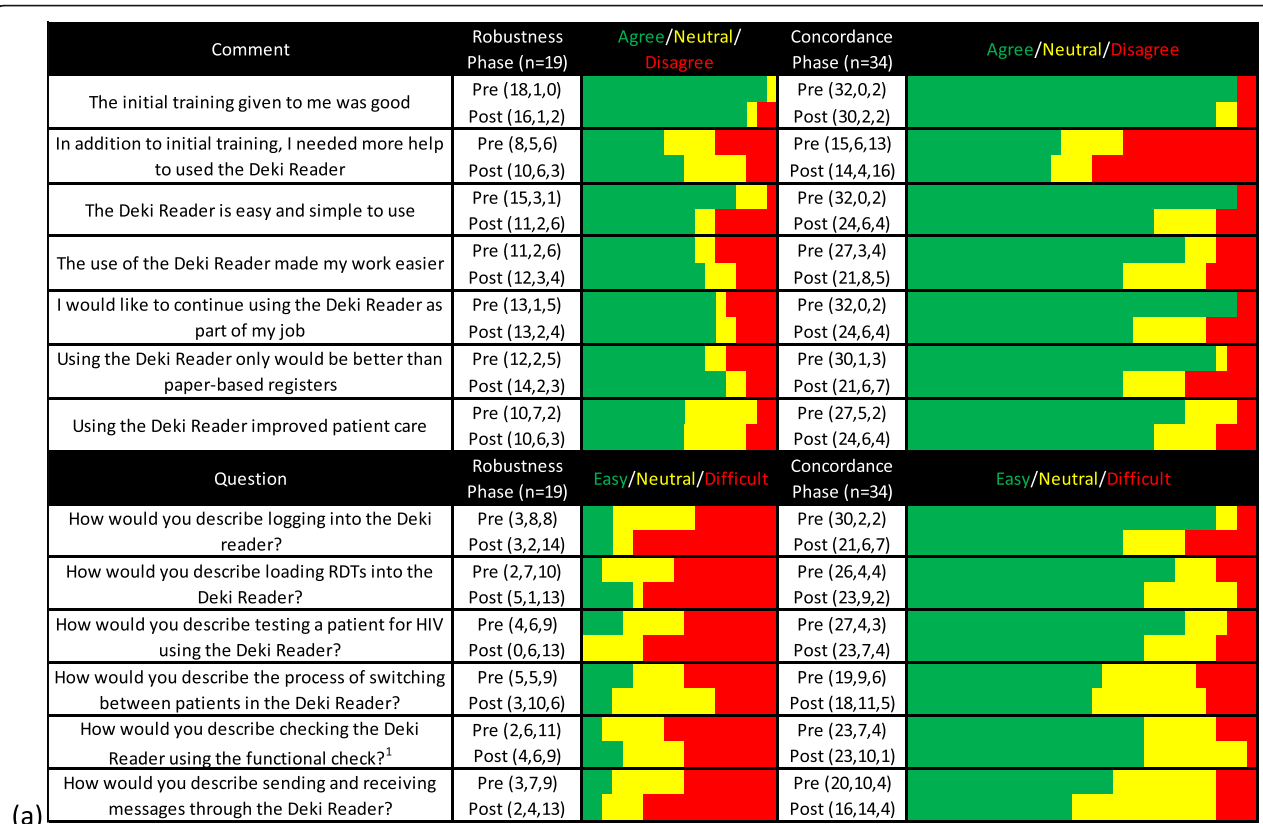 Comment
Robustness
Phase (n=19)
Agree/Neutral/
Disagree
Concordance
Phase (n=34)
Agree/Neutral/Disagree
The initial training given to me was good
Pre (18,1,0)
Post (16,1,2)
Pre (32,0,2)
Post (30,2,2)
In addition to initial training, I needed more help
to used the Deki Reader
Pre (8,5,6)
Post (10,6,3)
Pre (15,6,13)
Post (14,4,16)
The Deki Reader is easy and simple to use
Pre (15,3,1)
Post (11,2,6)
Pre (32,0,2)
Post (24,6,4)
The use of the Deki Reader made my work easier
Pre (11,2,6)
Post (12,3,4)
Pre (27,3,4)
Post (21,8,5)
I would like to continue using the Deki Reader as
part of my job
Pre (13,1,5)
Post (13,2,4)
Pre (32,0,2)
Post (24,6,4)
Using the Deki Reader only would be better than
paper-based registers
Pre (12,2,5)
Post (14,2,3)
Pre (30,1,3)
Post (21,6,7)
Using the Deki Reader improved patient care
Pre (10,7,2)
Post (10,6,3)
Pre (27,5,2)
Post (24,6,4)
Question
Robustness
Phase (n=19)
Easy/Neutral/Difficult
Concordance
Phase (n=34)
Easy/Neutral/Difficult
How would you describe logging into the Deki
reader?
Pre (3,8,8)
Post (3,2,14)
Pre (30,2,2)
Post (21,6,7)
How would you describe loading RDTs into the
Deki Reader?
Pre (2,7,10)
Post (5,1,13)
Pre (26,4,4)
Post (23,9,2)
How would you describe testing a patient for HIV
using the Deki Reader?
Pre (4,6,9)
Post (0,6,13)
Pre (27,4,3)
Post (23,7,4)
How would you describe the process of switching
between patients in the Deki Reader?
Pre (5,5,9)
Post (3,10,6)
Pre (19,9,6)
Post (18,11,5)
How would you describe checking the Deki
Reader using the functional check?¹
Pre (2,6,11)
Post (4,6,9)
Pre (23,7,4)
Post (23,10,1)
How would you describe sending and receiving
messages through the Deki Reader?
Pre (3,7,9)
Post (2,4,13)
Pre (20,10,4)
Post (16,14,4)
(a)